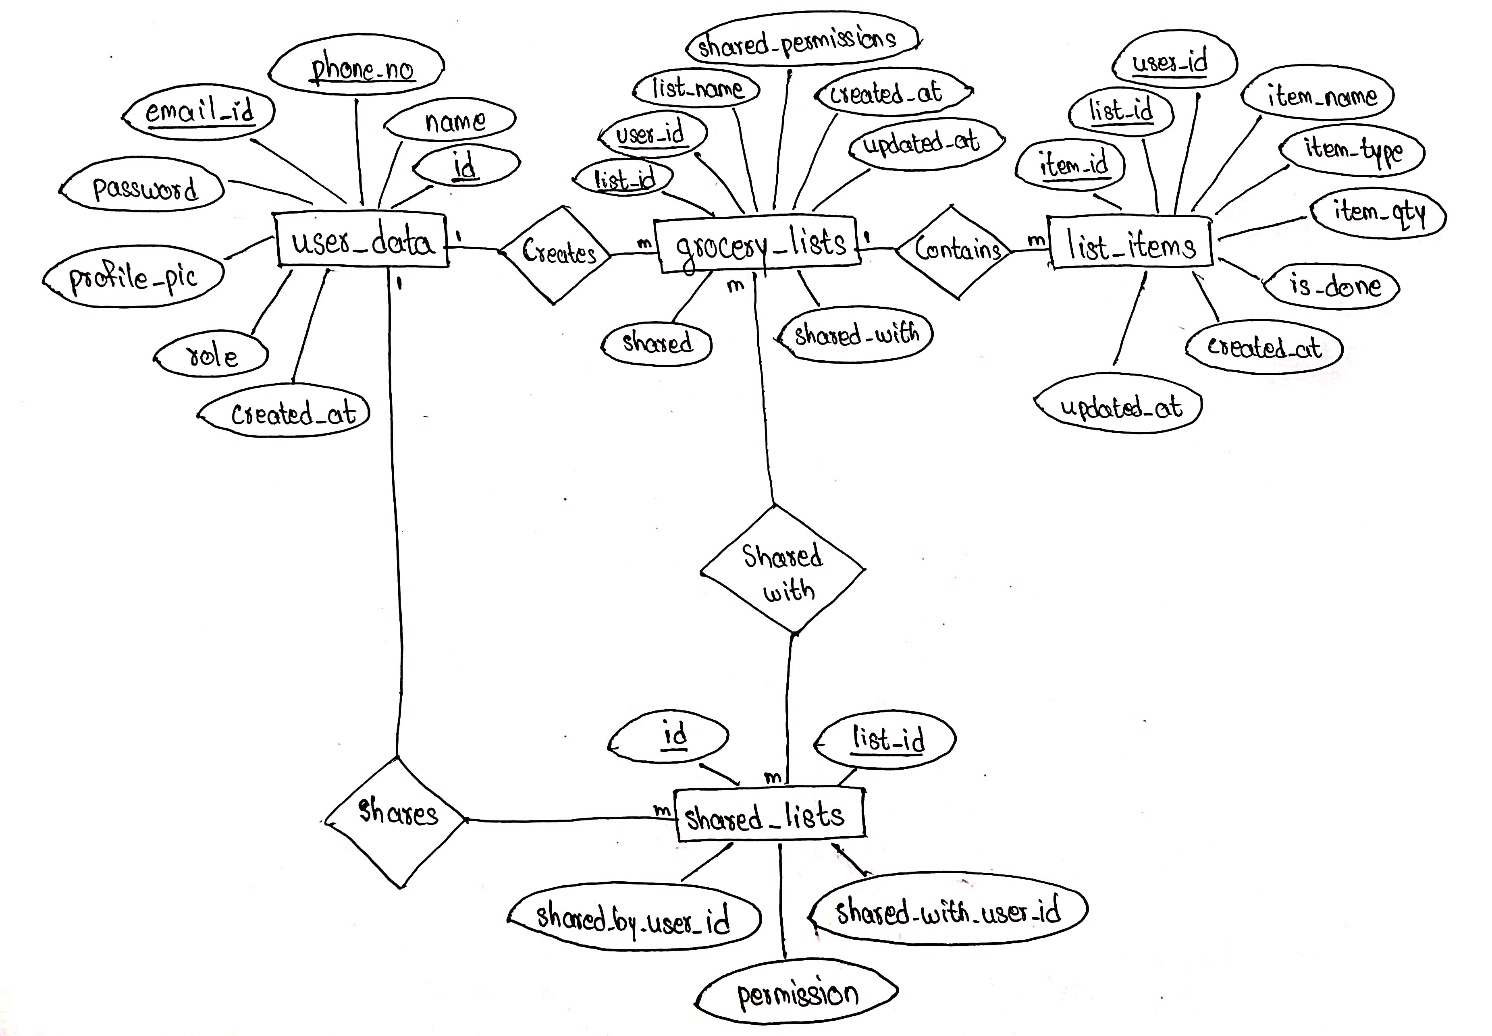 shared_permissions
phone_no
list_name
created_at
user_id
item_name
email_id
name
user_id
updated_at
list_id
item_type
password
id
list_id
item_id
item_qty
user_data
1
Creates
m
grocery_lists
1
Contains
m
list_items
profile_pic
1
m
is_done
role
shared
shared_with
created_at
created_at
updated_at
Shared
with
id
list_id
m
shares
m
shared_lists
shared_by_user_id
shared_with_user_id
permission